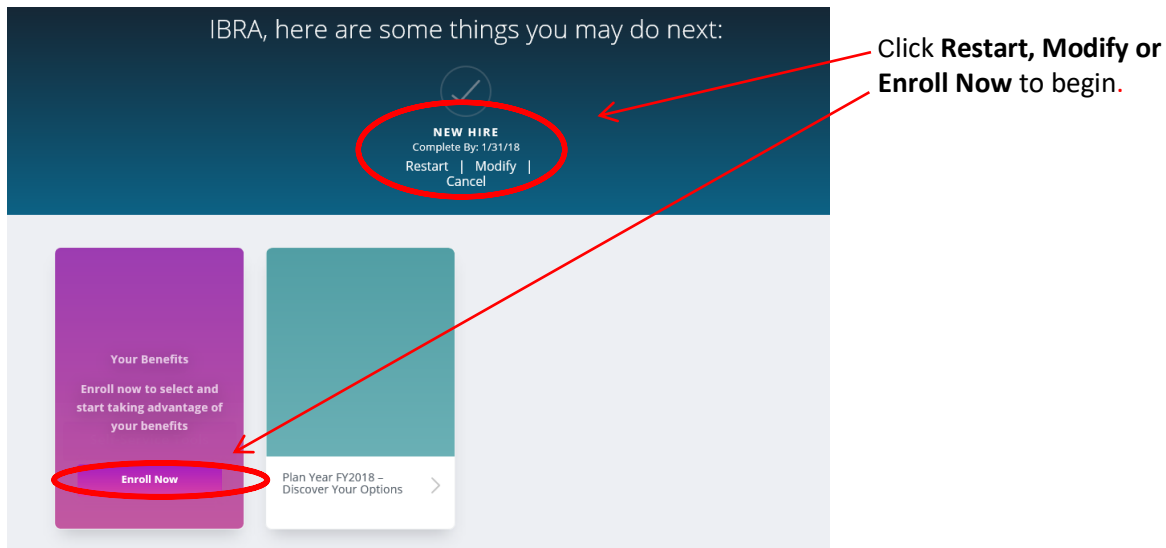 IBRA, here are some things you may do next:
NEW HIRE
Complete By: 1/31/18
Restart | Modify |
Cancel
Click Restart, Modify or
Enroll Now to begin.
Your Benefits
Enroll now to select and
start taking advantage of
your benefits
Enroll Now
Plan Year FY2018 –
Discover Your Options